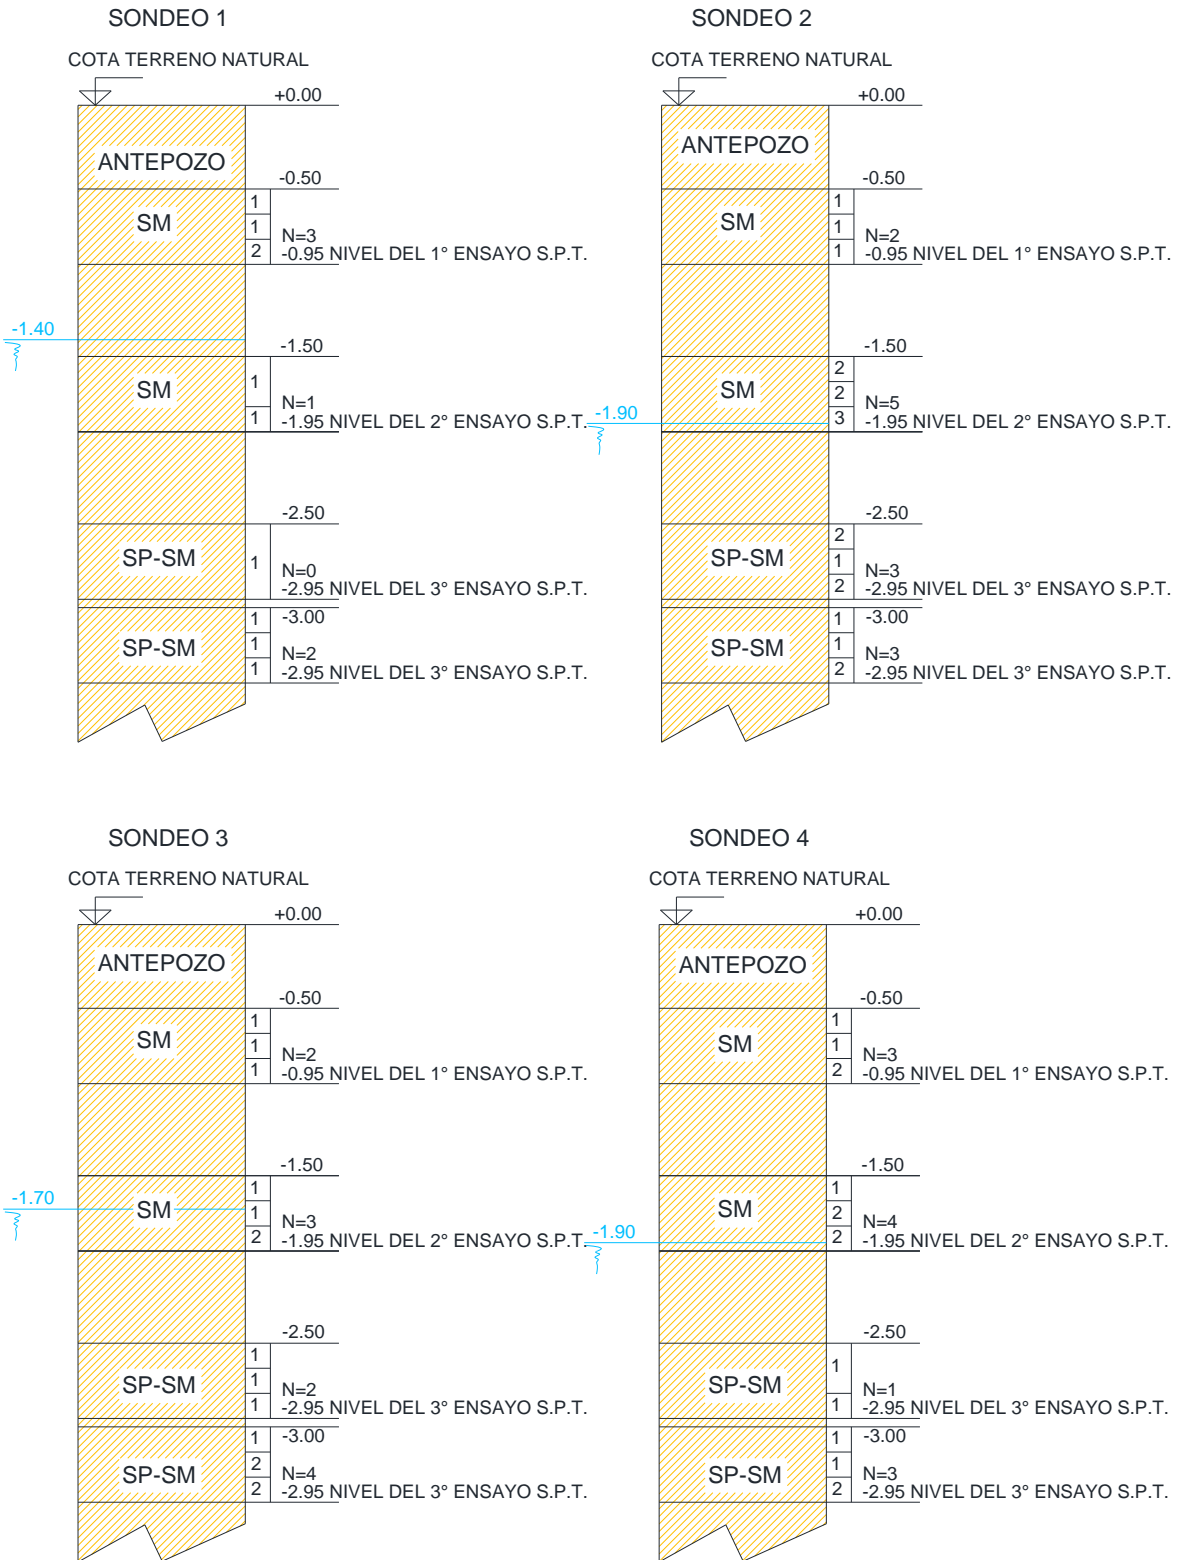 SONDEO 1
COTA TERRENO NATURAL
+0.00
ANTEPOZO
-0.50
SM
1
1
2
N=3
-0.95 NIVEL DEL 1° ENSAYO S.P.T.
-1.40
-1.50
SM
1
1
N=1
-1.95 NIVEL DEL 2° ENSAYO S.P.T.
-2.50
SP-SM
1
N=0
-2.95 NIVEL DEL 3° ENSAYO S.P.T.
-3.00
SP-SM
1
1
1
N=2
-2.95 NIVEL DEL 3° ENSAYO S.P.T.
SONDEO 2
COTA TERRENO NATURAL
+0.00
ANTEPOZO
-0.50
SM
1
1
1
N=2
-0.95 NIVEL DEL 1° ENSAYO S.P.T.
-1.50
SM
2
2
3
N=5
-1.90
-1.95 NIVEL DEL 2° ENSAYO S.P.T.
-2.50
SP-SM
2
1
2
N=3
-2.95 NIVEL DEL 3° ENSAYO S.P.T.
-3.00
SP-SM
1
1
2
N=3
-2.95 NIVEL DEL 3° ENSAYO S.P.T.
SONDEO 3
COTA TERRENO NATURAL
+0.00
ANTEPOZO
-0.50
SM
1
1
1
N=2
-0.95 NIVEL DEL 1° ENSAYO S.P.T.
-1.50
-1.70
SM
1
1
2
N=3
-1.95 NIVEL DEL 2° ENSAYO S.P.T.
-2.50
SP-SM
1
1
1
N=2
-2.95 NIVEL DEL 3° ENSAYO S.P.T.
-3.00
SP-SM
1
2
2
N=4
-2.95 NIVEL DEL 3° ENSAYO S.P.T.
SONDEO 4
COTA TERRENO NATURAL
+0.00
ANTEPOZO
-0.50
SM
1
1
2
N=3
-0.95 NIVEL DEL 1° ENSAYO S.P.T.
-1.50
SM
1
2
2
N=4
-1.90
-1.95 NIVEL DEL 2° ENSAYO S.P.T.
-2.50
SP-SM
1
1
N=1
-2.95 NIVEL DEL 3° ENSAYO S.P.T.
-3.00
SP-SM
1
1
2
N=3
-2.95 NIVEL DEL 3° ENSAYO S.P.T.